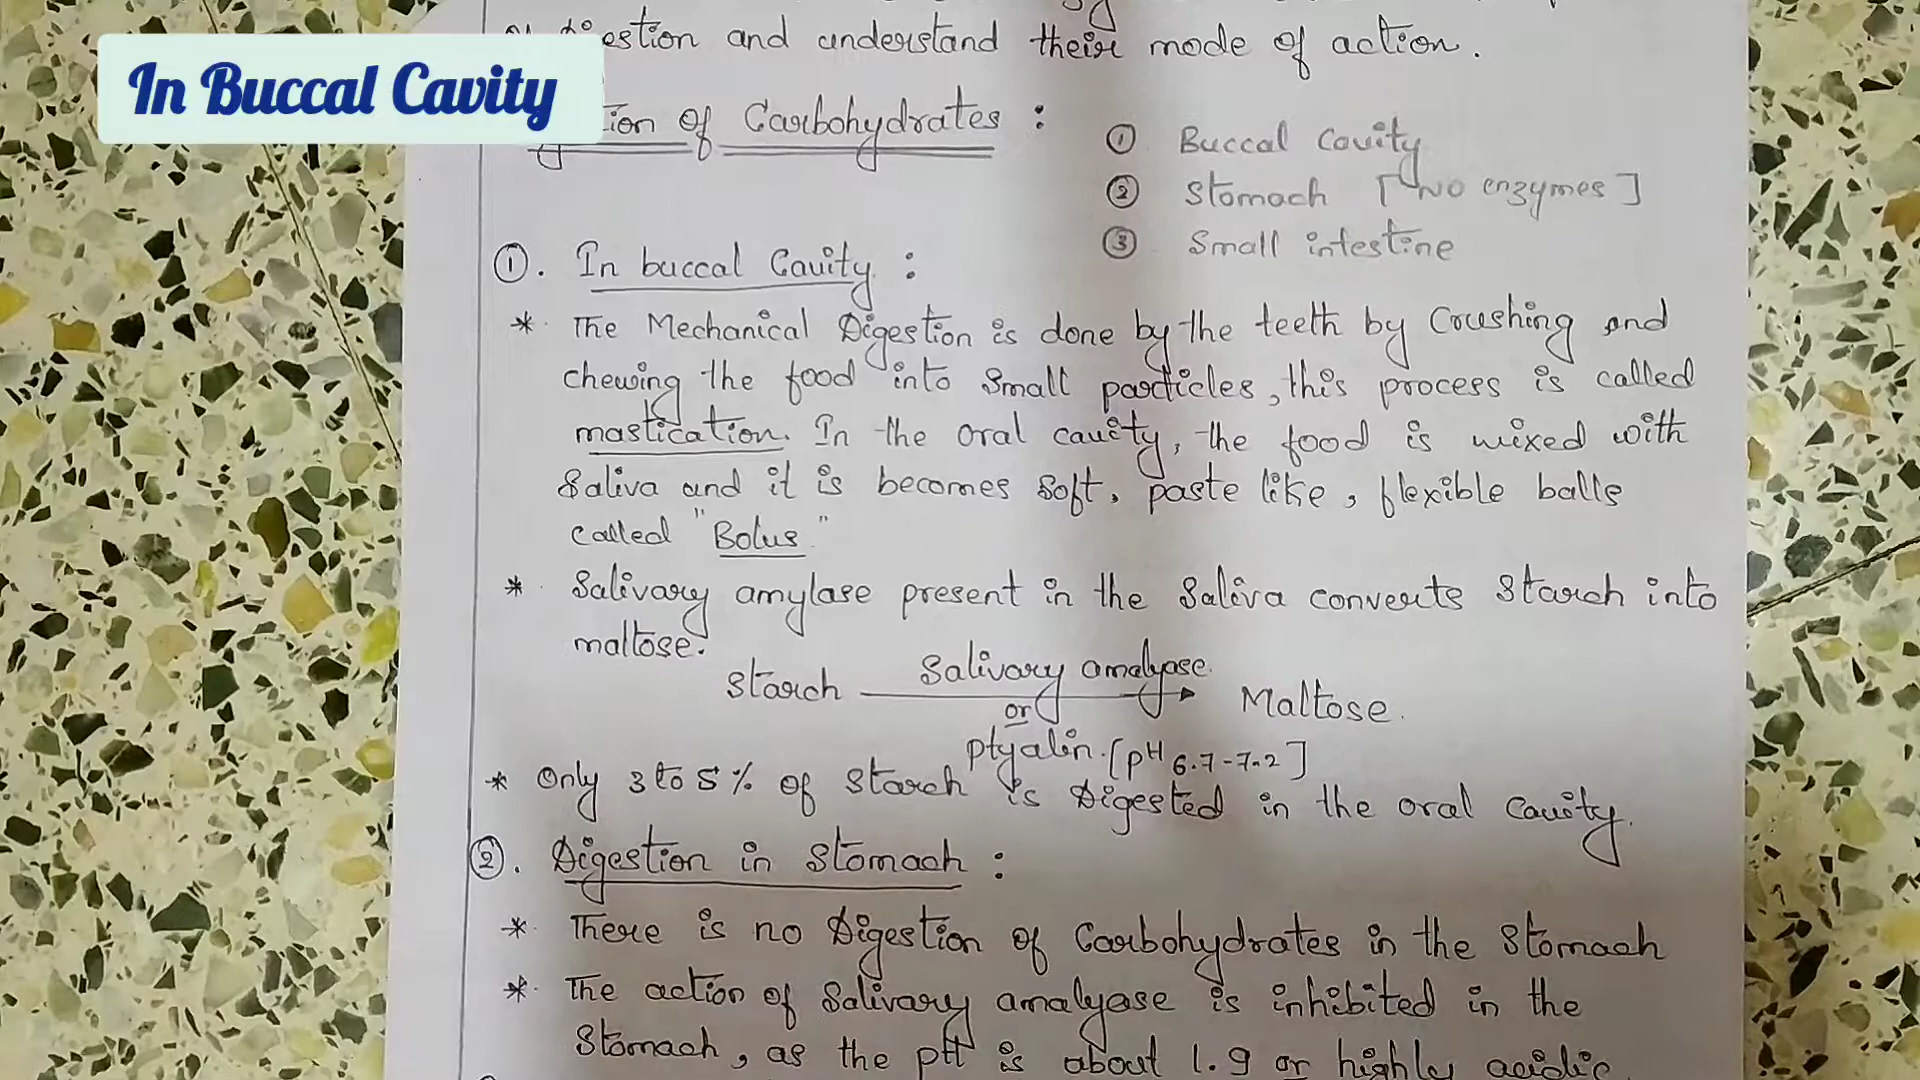 In Buccal Cavity
estion and understand their mode of action.
ion of Carbohydrates :
① Buccal Cavity
② Stomach [NO enzymes]
③ Small intestine
①. In buccal Cavity :
* The Mechanical Digestion is done by the teeth by Crushing and
chewing the food into Small particles, this process is called
mastication. In the oral cavity, the food is mixed with
Saliva and it is becomes soft, paste like, flexible balls
called "Bolus"
* Salivary amylase present in the Saliva converts Starch into
maltose.
Starch Salivary amalyase → Maltose.
or
ptyalin. [pH 6.7-7.2]
* Only 3 to 5 % of Starch is Digested in the oral Cavity.
②. Digestion in Stomach :
* There is no Digestion of Carbohydrates in the Stomach
* The action of Salivary amalyase is inhibited in the
Stomach, as the pH is about 1.9 or highly acidic.